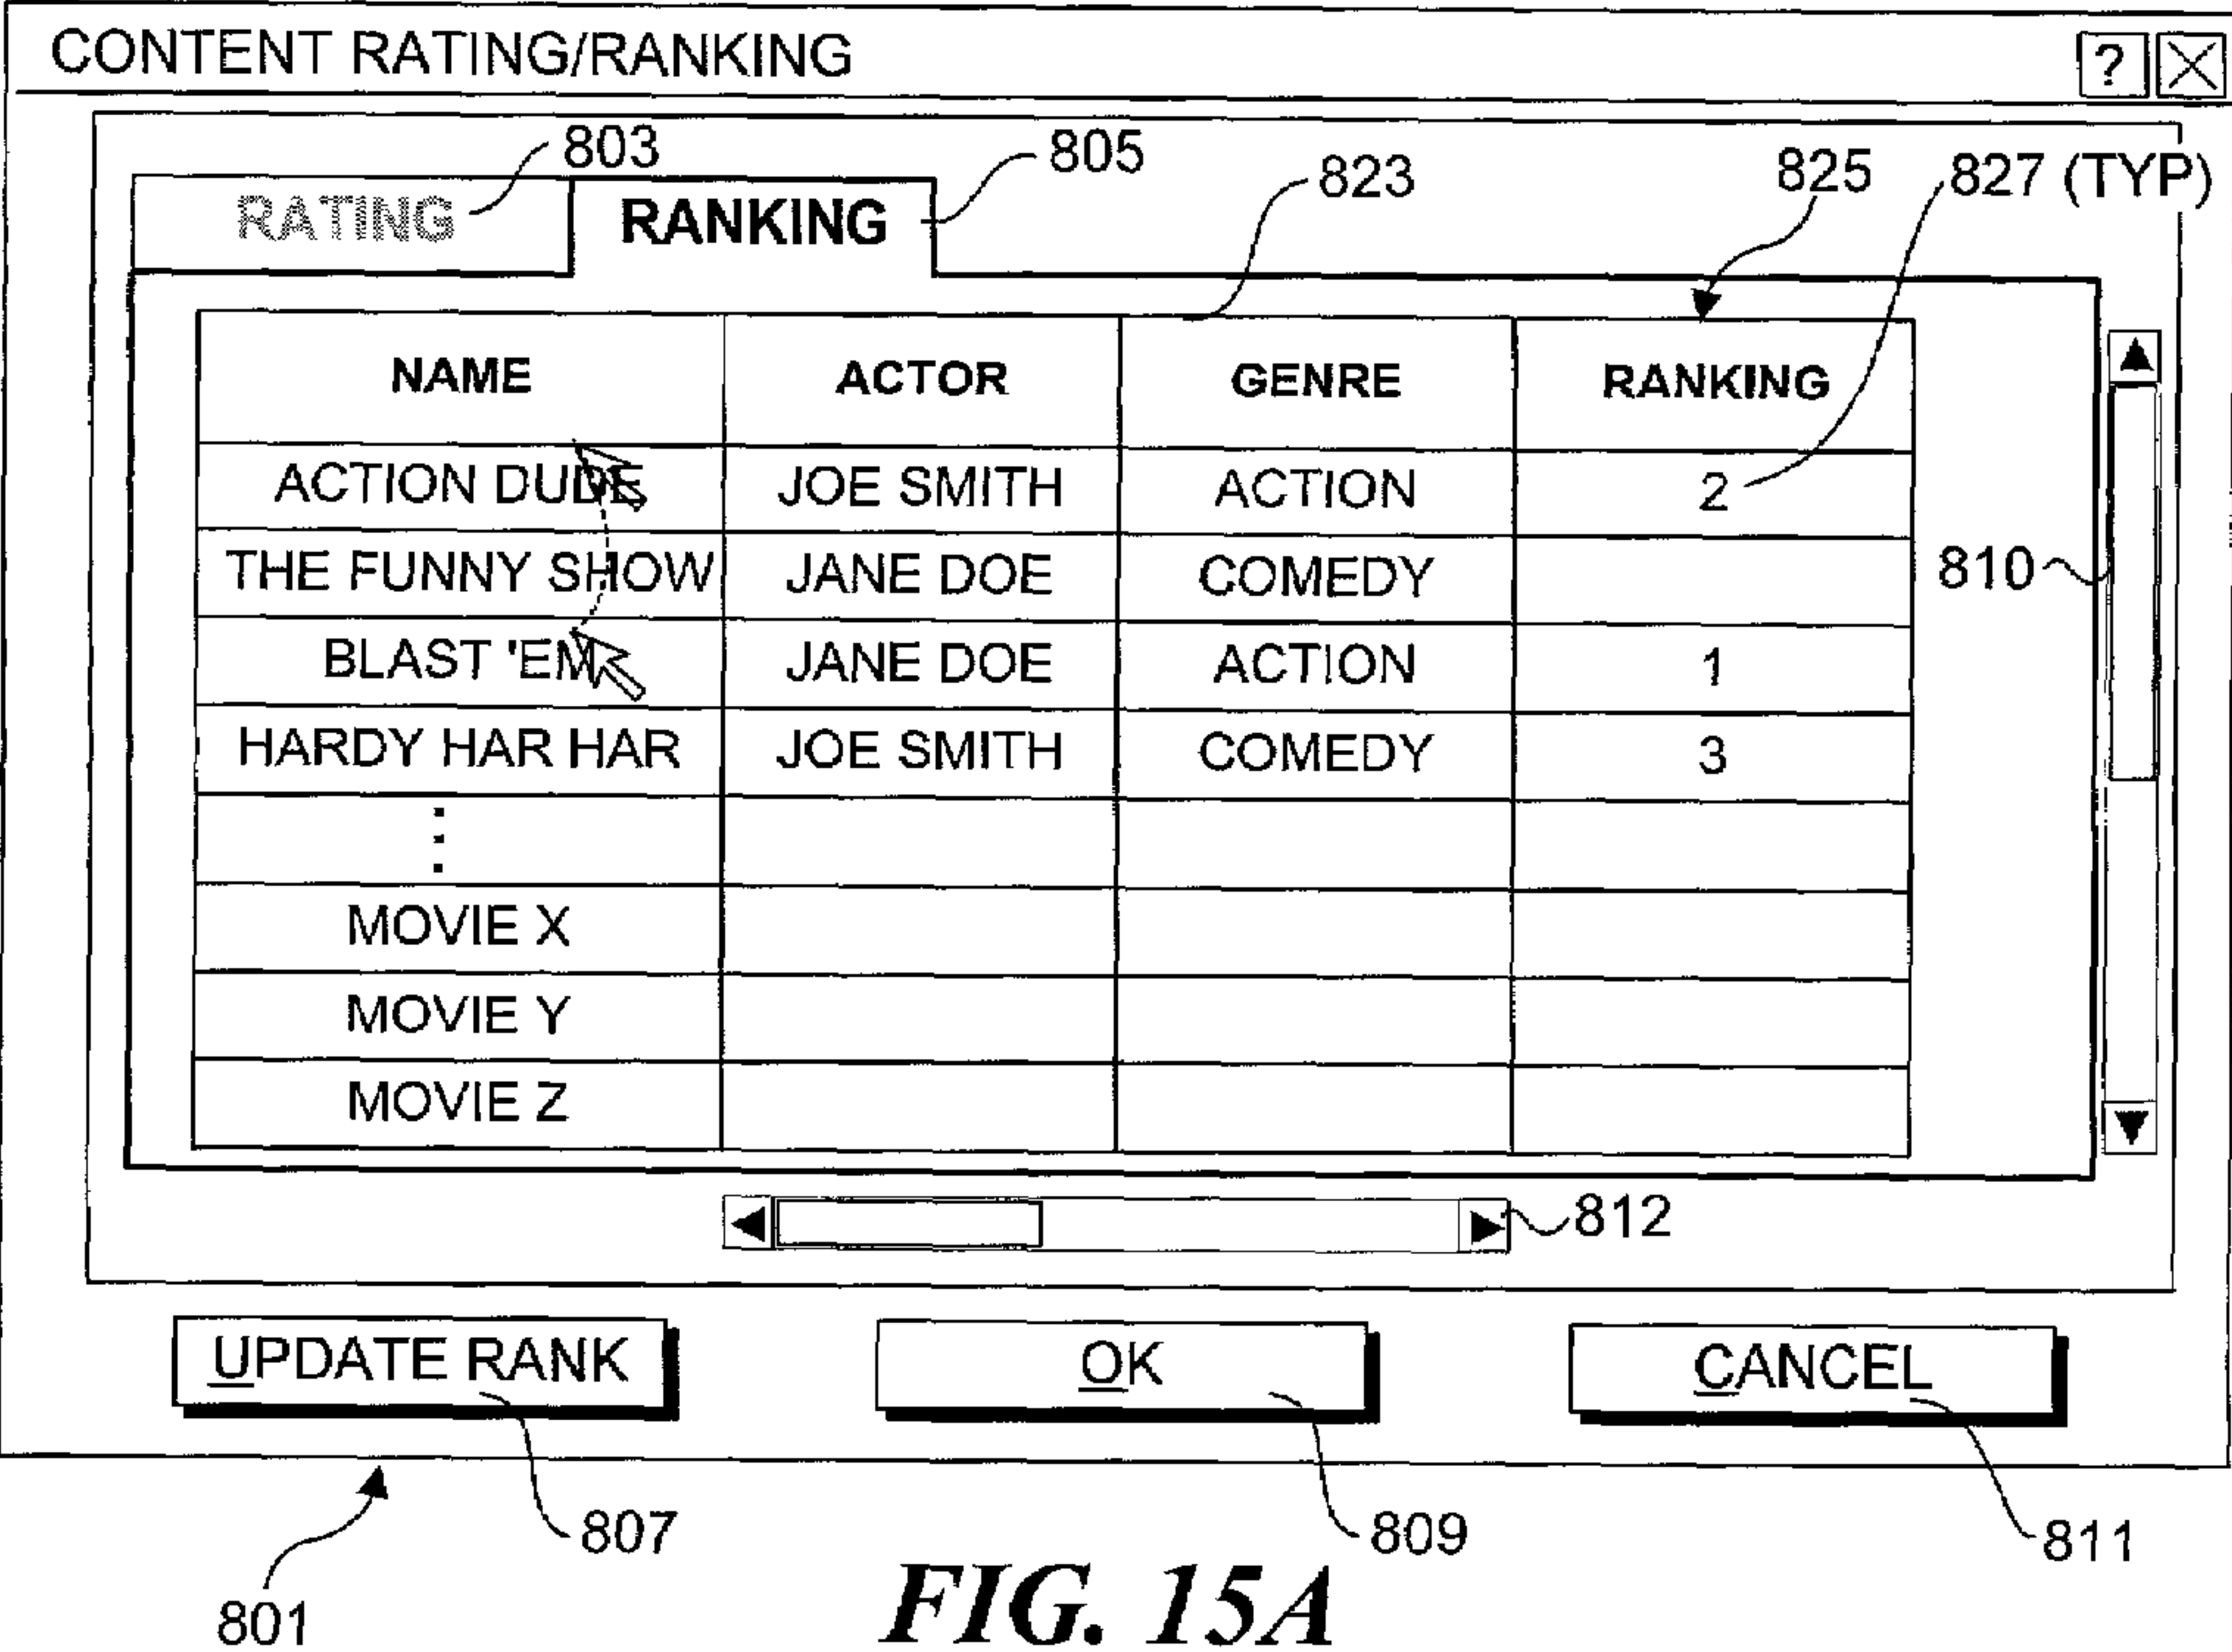 CONTENT RATING/RANKING ?
803 805 823 825 827 (TYP)
RATING RANKING
NAME ACTOR GENRE RANKING
ACTION DUDE JOE SMITH ACTION 2
THE FUNNY SHOW JANE DOE COMEDY
810
BLAST 'EM JANE DOE ACTION 1
HARDY HAR HAR JOE SMITH COMEDY 3
MOVIE X
MOVIE Y
MOVIE Z
812
UPDATE RANK OK CANCEL
807 809 811
801
FIG. 15A